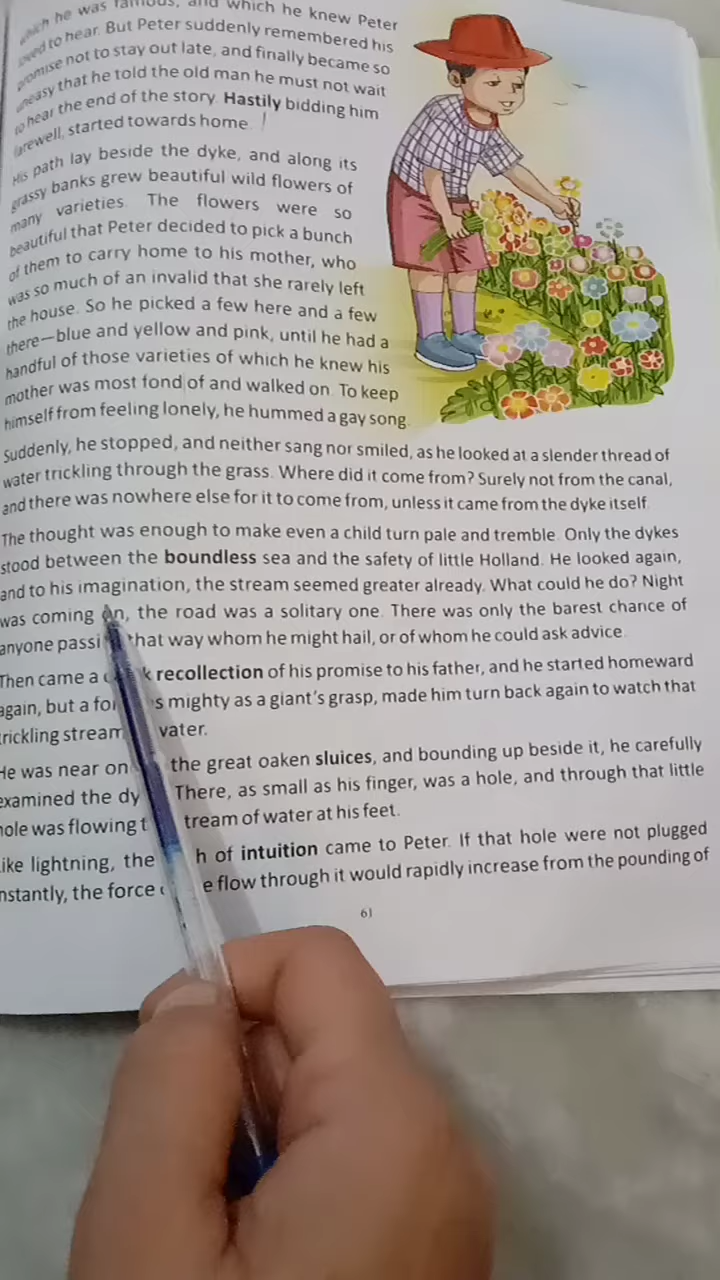 which he was famous, and which he knew Peter
loved to hear. But Peter suddenly remembered his
promise not to stay out late, and finally became so
uneasy that he told the old man he must not wait
to hear the end of the story. Hastily bidding him
farewell, started towards home.
His path lay beside the dyke, and along its
grassy banks grew beautiful wild flowers of
many varieties. The flowers were so
beautiful that Peter decided to pick a bunch
of them to carry home to his mother, who
was so much of an invalid that she rarely left
the house. So he picked a few here and a few
there—blue and yellow and pink, until he had a
handful of those varieties of which he knew his
mother was most fond of and walked on. To keep
himself from feeling lonely, he hummed a gay song.
Suddenly, he stopped, and neither sang nor smiled, as he looked at a slender thread of
water trickling through the grass. Where did it come from? Surely not from the canal,
and there was nowhere else for it to come from, unless it came from the dyke itself.
The thought was enough to make even a child turn pale and tremble. Only the dykes
stood between the boundless sea and the safety of little Holland. He looked again,
and to his imagination, the stream seemed greater already. What could he do? Night
was coming on, the road was a solitary one. There was only the barest chance of
anyone passi that way whom he might hail, or of whom he could ask advice.
Then came a recollection of his promise to his father, and he started homeward
again, but a fo s mighty as a giant's grasp, made him turn back again to watch that
trickling stream water.
He was near on the great oaken sluices, and bounding up beside it, he carefully
examined the dy There, as small as his finger, was a hole, and through that little
hole was flowing t tream of water at his feet.
Like lightning, the h of intuition came to Peter. If that hole were not plugged
instantly, the force e flow through it would rapidly increase from the pounding of
61